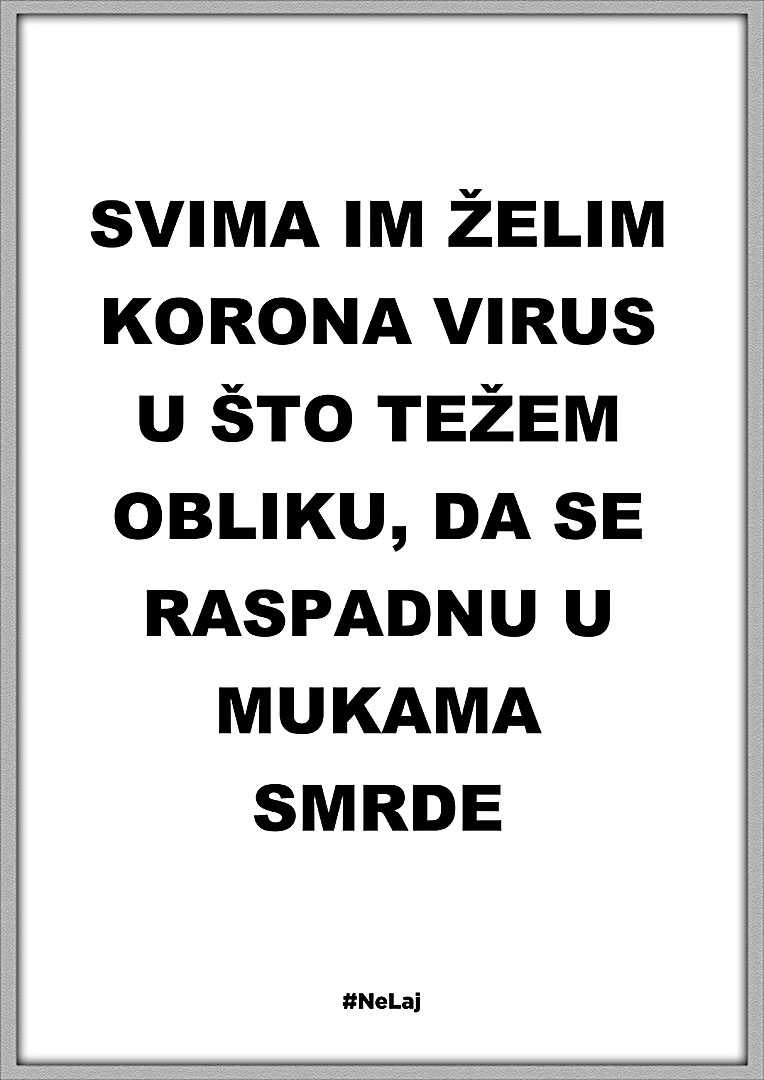 SVIMA IM ŽELIM
KORONA VIRUS
U ŠTO TEŽEM
OBLIKU, DA SE
RASPADNU U
MUKAMA
SMRDE
#NeLaj